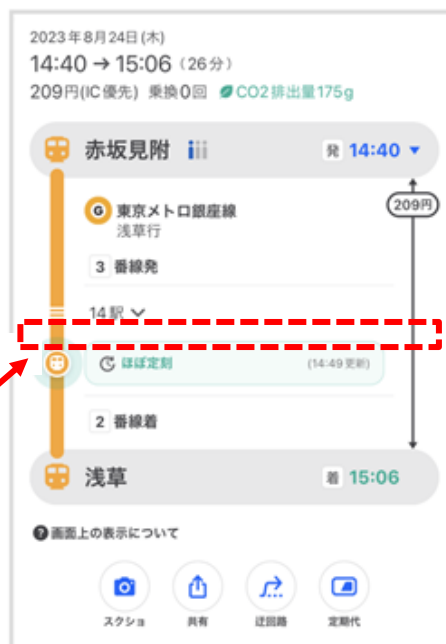 2023年8月24日(木)
14:40 → 15:06 (26分)
209円(IC優先) 乗換0回 CO2排出量175g
赤坂見附 発 14:40
209円
G 東京メトロ銀座線
浅草行
3 番線発
14駅
ほぼ定刻 (14:49更新)
2 番線着
浅草 着 15:06
?画面上の表示について
スクショ 共有 迂回路 定期代